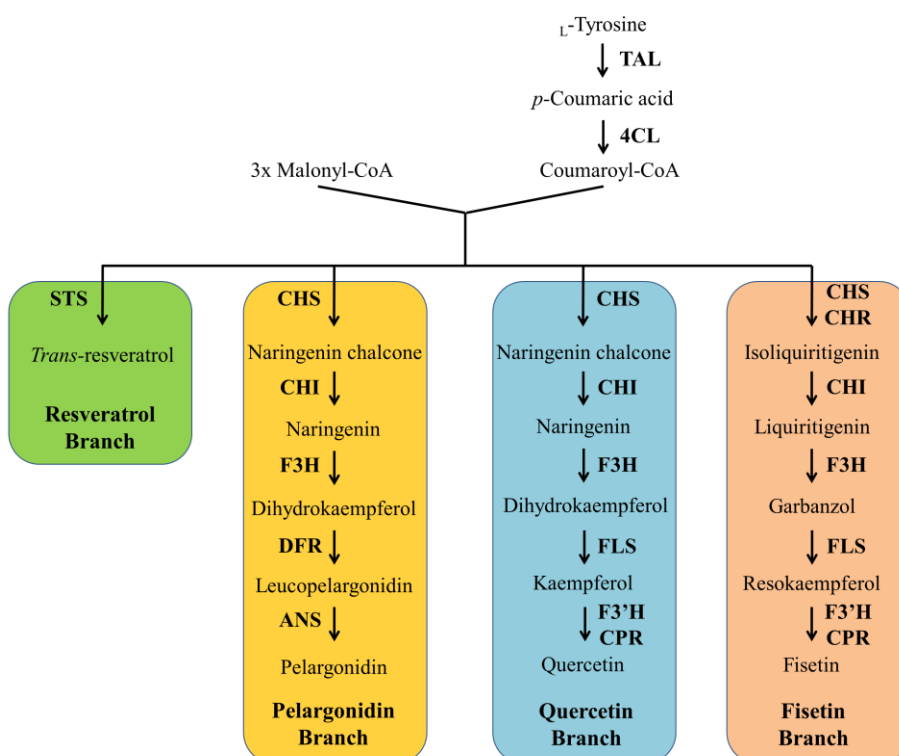 L-Tyrosine
TAL
p-Coumaric acid
4CL
3x Malonyl-CoA
Coumaroyl-CoA
STS
Trans-resveratrol
Resveratrol
Branch
CHS
Naringenin chalcone
CHI
Naringenin
F3H
Dihydrokaempferol
DFR
Leucopelargonidin
ANS
Pelargonidin
Pelargonidin
Branch
CHS
Naringenin chalcone
CHI
Naringenin
F3H
Dihydrokaempferol
FLS
Kaempferol
F3’H
CPR
Quercetin
Quercetin
Branch
CHS
CHR
Isoliquiritigenin
CHI
Liquiritigenin
F3H
Garbanzol
FLS
Resokaempferol
F3’H
CPR
Fisetin
Fisetin
Branch